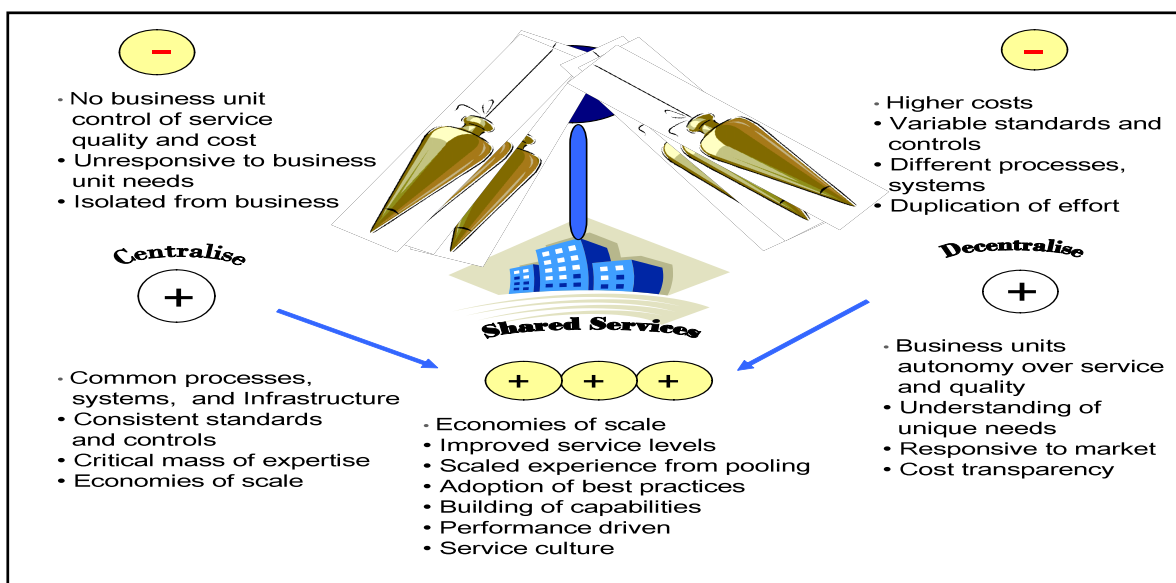 -
• No business unit
control of service
quality and cost
• Unresponsive to business
unit needs
• Isolated from business
Centralise
+
• Common processes,
systems, and Infrastructure
• Consistent standards
and controls
• Critical mass of expertise
• Economies of scale
Shared Services
+ + +
• Economies of scale
• Improved service levels
• Scaled experience from pooling
• Adoption of best practices
• Building of capabilities
• Performance driven
• Service culture
-
• Higher costs
• Variable standards and
controls
• Different processes,
systems
• Duplication of effort
Decentralise
+
• Business units
autonomy over service
and quality
• Understanding of
unique needs
• Responsive to market
• Cost transparency